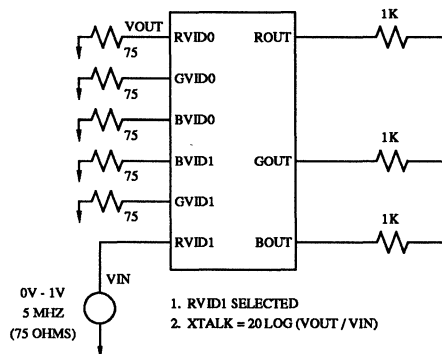 VOUT
75
RVID0
ROUT
1K
75
GVID0
75
BVID0
75
BVID1
GOUT
1K
75
GVID1
RVID1
BOUT
1K
VIN
0V - 1V
5 MHZ
(75 OHMS)
1. RVID1 SELECTED
2. XTALK = 20 LOG (VOUT / VIN)